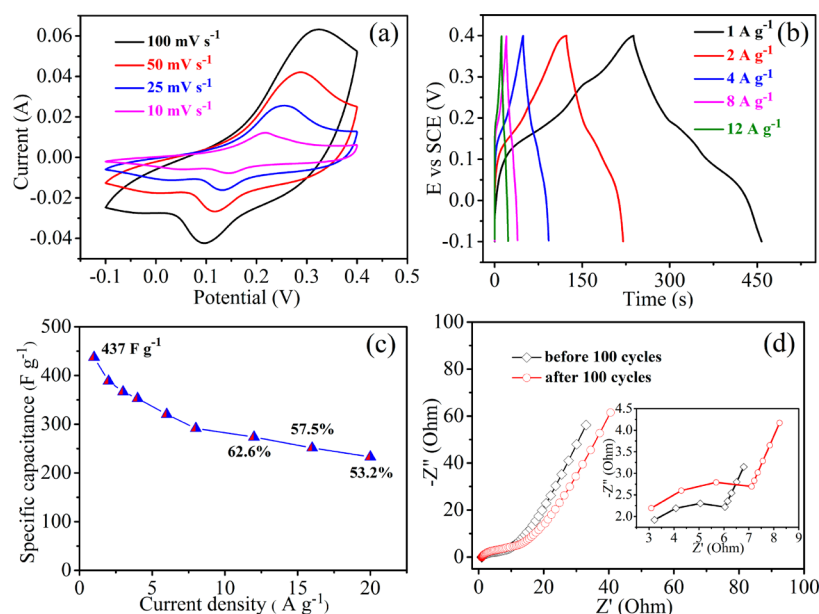 (a)
100 mV s⁻¹
50 mV s⁻¹
25 mV s⁻¹
10 mV s⁻¹
Current (A)
0.06
0.04
0.02
0.00
-0.02
-0.04
-0.1 0.0 0.1 0.2 0.3 0.4 0.5
Potential (V)
(b)
1 A g⁻¹
2 A g⁻¹
4 A g⁻¹
8 A g⁻¹
12 A g⁻¹
E vs SCE (V)
0.4
0.3
0.2
0.1
0.0
-0.1
0 150 300 450
Time (s)
(c)
437 F g⁻¹
62.6%
57.5%
53.2%
Specific capacitance(F g⁻¹)
500
400
300
200
100
0
0 5 10 15 20
Current density ( A g⁻¹)
(d)
before 100 cycles
after 100 cycles
-Z" (Ohm)
100
80
60
40
20
0
0 20 40 60 80 100
Z' (Ohm)
-Z" (Ohm)
4.5
4.0
3.5
3.0
2.5
2.0
3 4 5 6 7 8 9
Z' (Ohm)